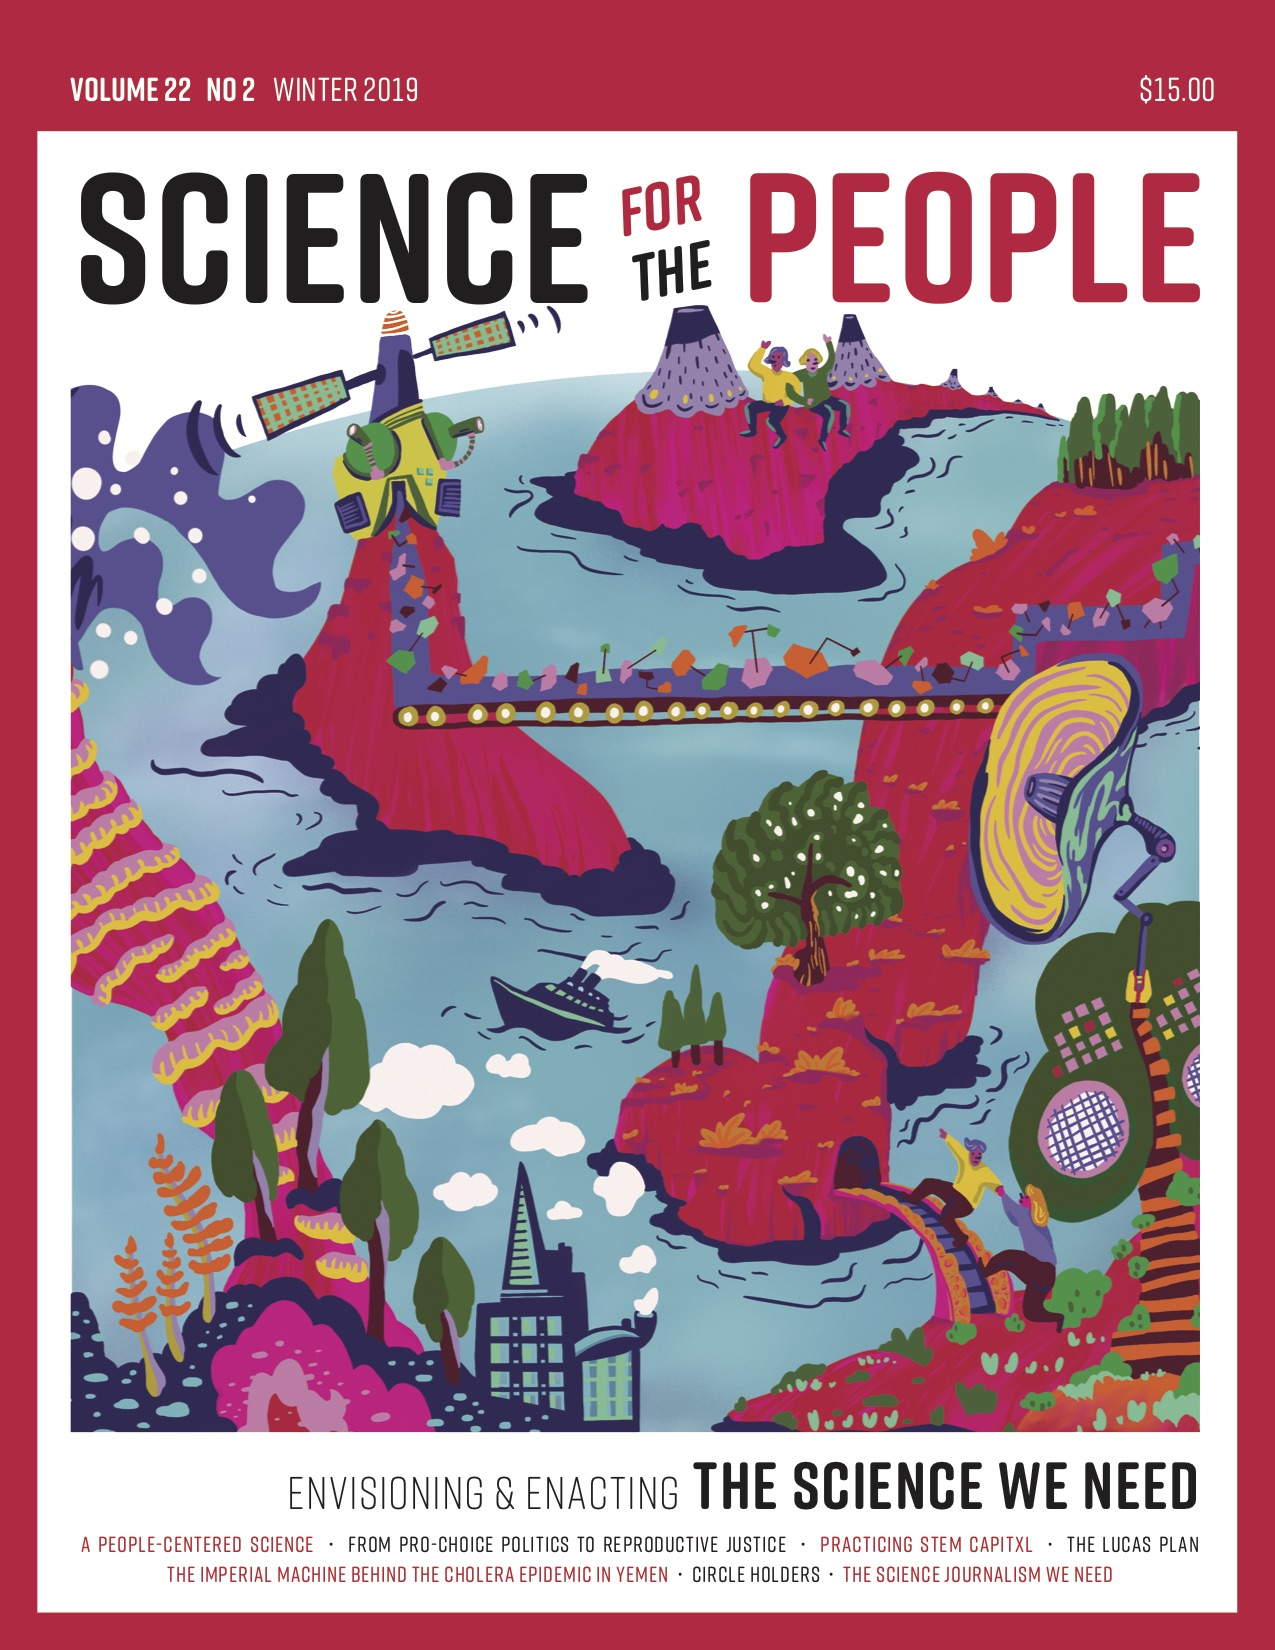 VOLUME 22 NO 2 WINTER 2019
$15.00
SCIENCE FOR THE PEOPLE
ENVISIONING & ENACTING THE SCIENCE WE NEED
A PEOPLE-CENTERED SCIENCE · FROM PRO-CHOICE POLITICS TO REPRODUCTIVE JUSTICE · PRACTICING STEM CAPITXL · THE LUCAS PLAN
THE IMPERIAL MACHINE BEHIND THE CHOLERA EPIDEMIC IN YEMEN · CIRCLE HOLDERS · THE SCIENCE JOURNALISM WE NEED